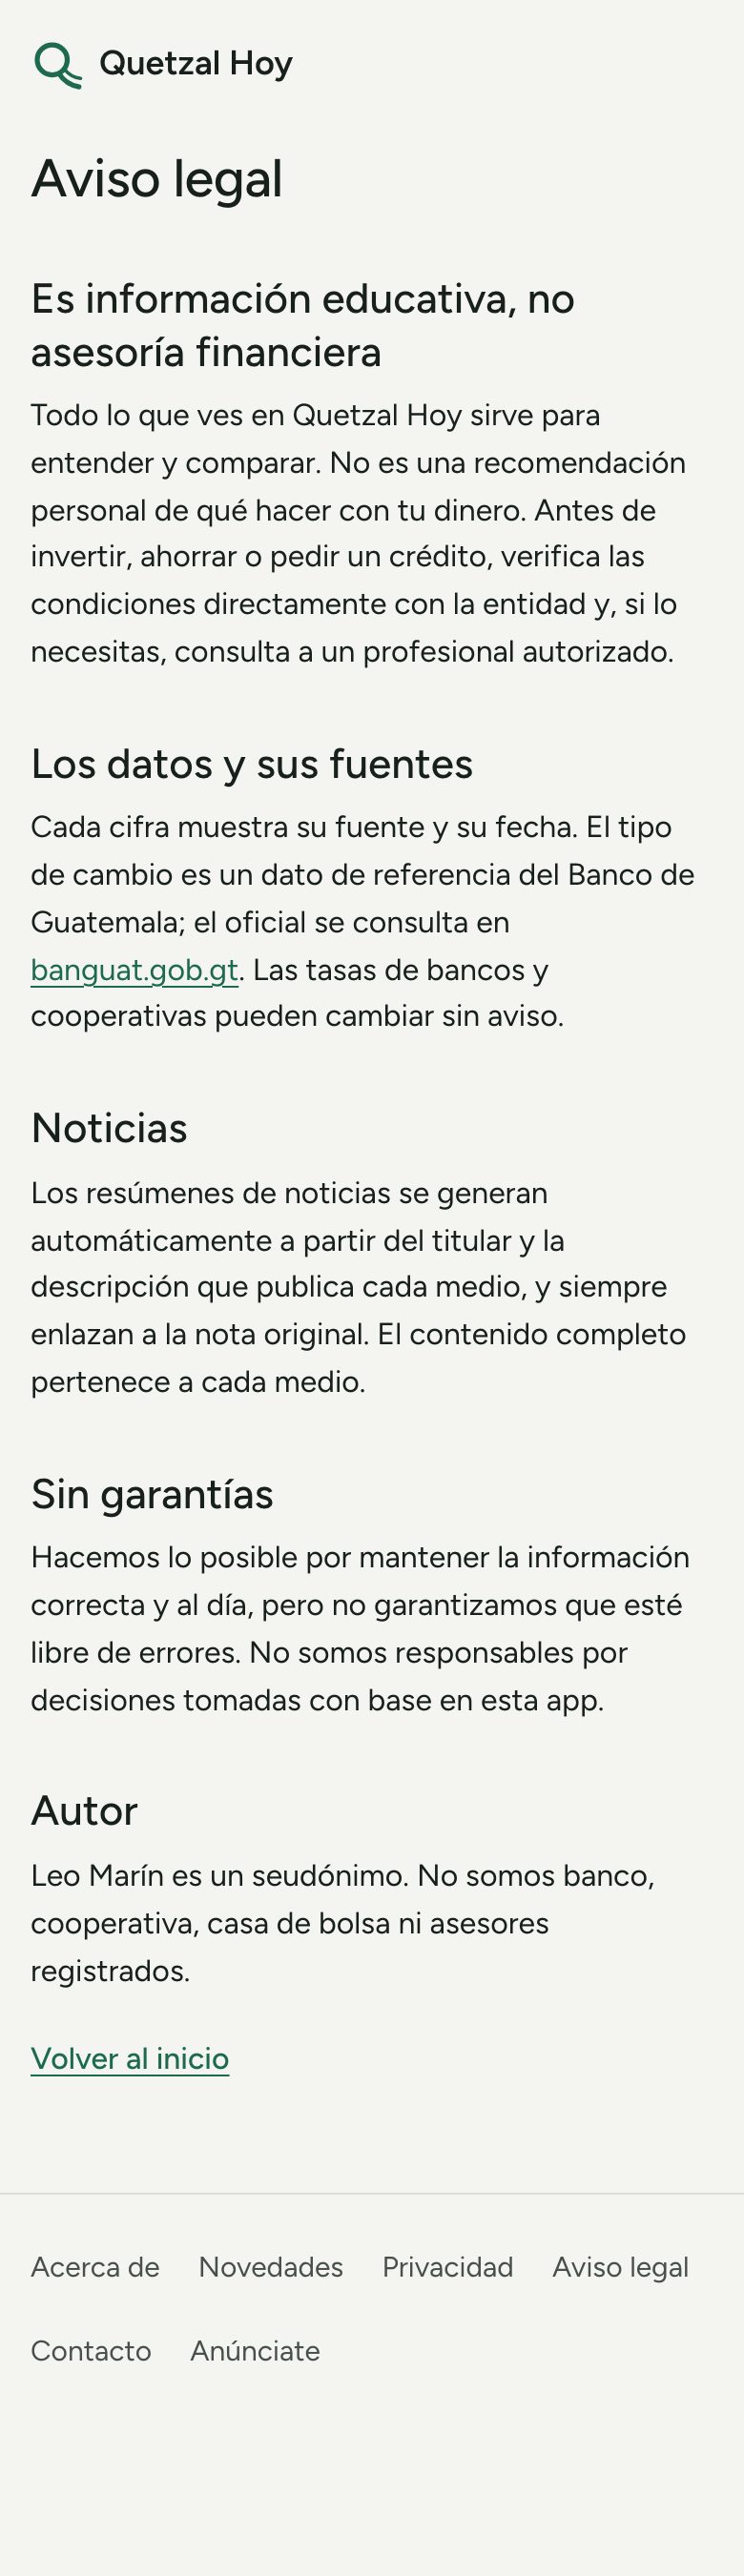 Quetzal Hoy
Aviso legal
Es información educativa, no
asesoría financiera
Todo lo que ves en Quetzal Hoy sirve para
entender y comparar. No es una recomendación
personal de qué hacer con tu dinero. Antes de
invertir, ahorrar o pedir un crédito, verifica las
condiciones directamente con la entidad y, si lo
necesitas, consulta a un profesional autorizado.
Los datos y sus fuentes
Cada cifra muestra su fuente y su fecha. El tipo
de cambio es un dato de referencia del Banco de
Guatemala; el oficial se consulta en
banguat.gob.gt. Las tasas de bancos y
cooperativas pueden cambiar sin aviso.
Noticias
Los resúmenes de noticias se generan
automáticamente a partir del titular y la
descripción que publica cada medio, y siempre
enlazan a la nota original. El contenido completo
pertenece a cada medio.
Sin garantías
Hacemos lo posible por mantener la información
correcta y al día, pero no garantizamos que esté
libre de errores. No somos responsables por
decisiones tomadas con base en esta app.
Autor
Leo Marín es un seudónimo. No somos banco,
cooperativa, casa de bolsa ni asesores
registrados.
Volver al inicio
Acerca de Novedades Privacidad Aviso legal
Contacto Anúnciate